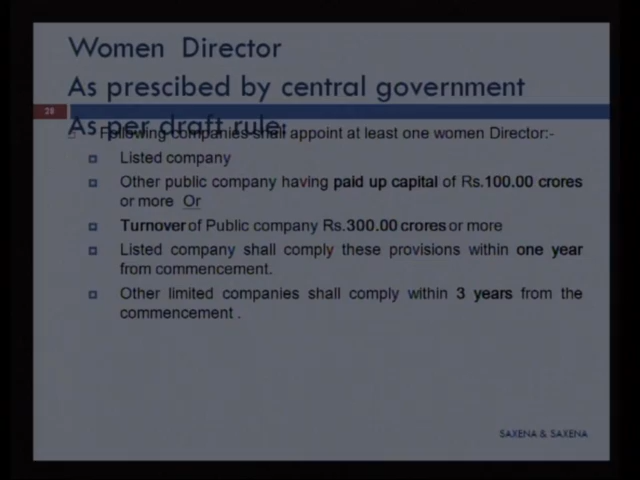 Women Director
As prescibed by central government
28
As per draft rule:
Following companies shall appoint at least one women Director:-
Listed company
Other public company having paid up capital of Rs.100.00 crores
or more Or
Turnover of Public company Rs.300.00 crores or more
Listed company shall comply these provisions within one year
from commencement.
Other limited companies shall comply within 3 years from the
commencement .
SAXENA & SAXENA